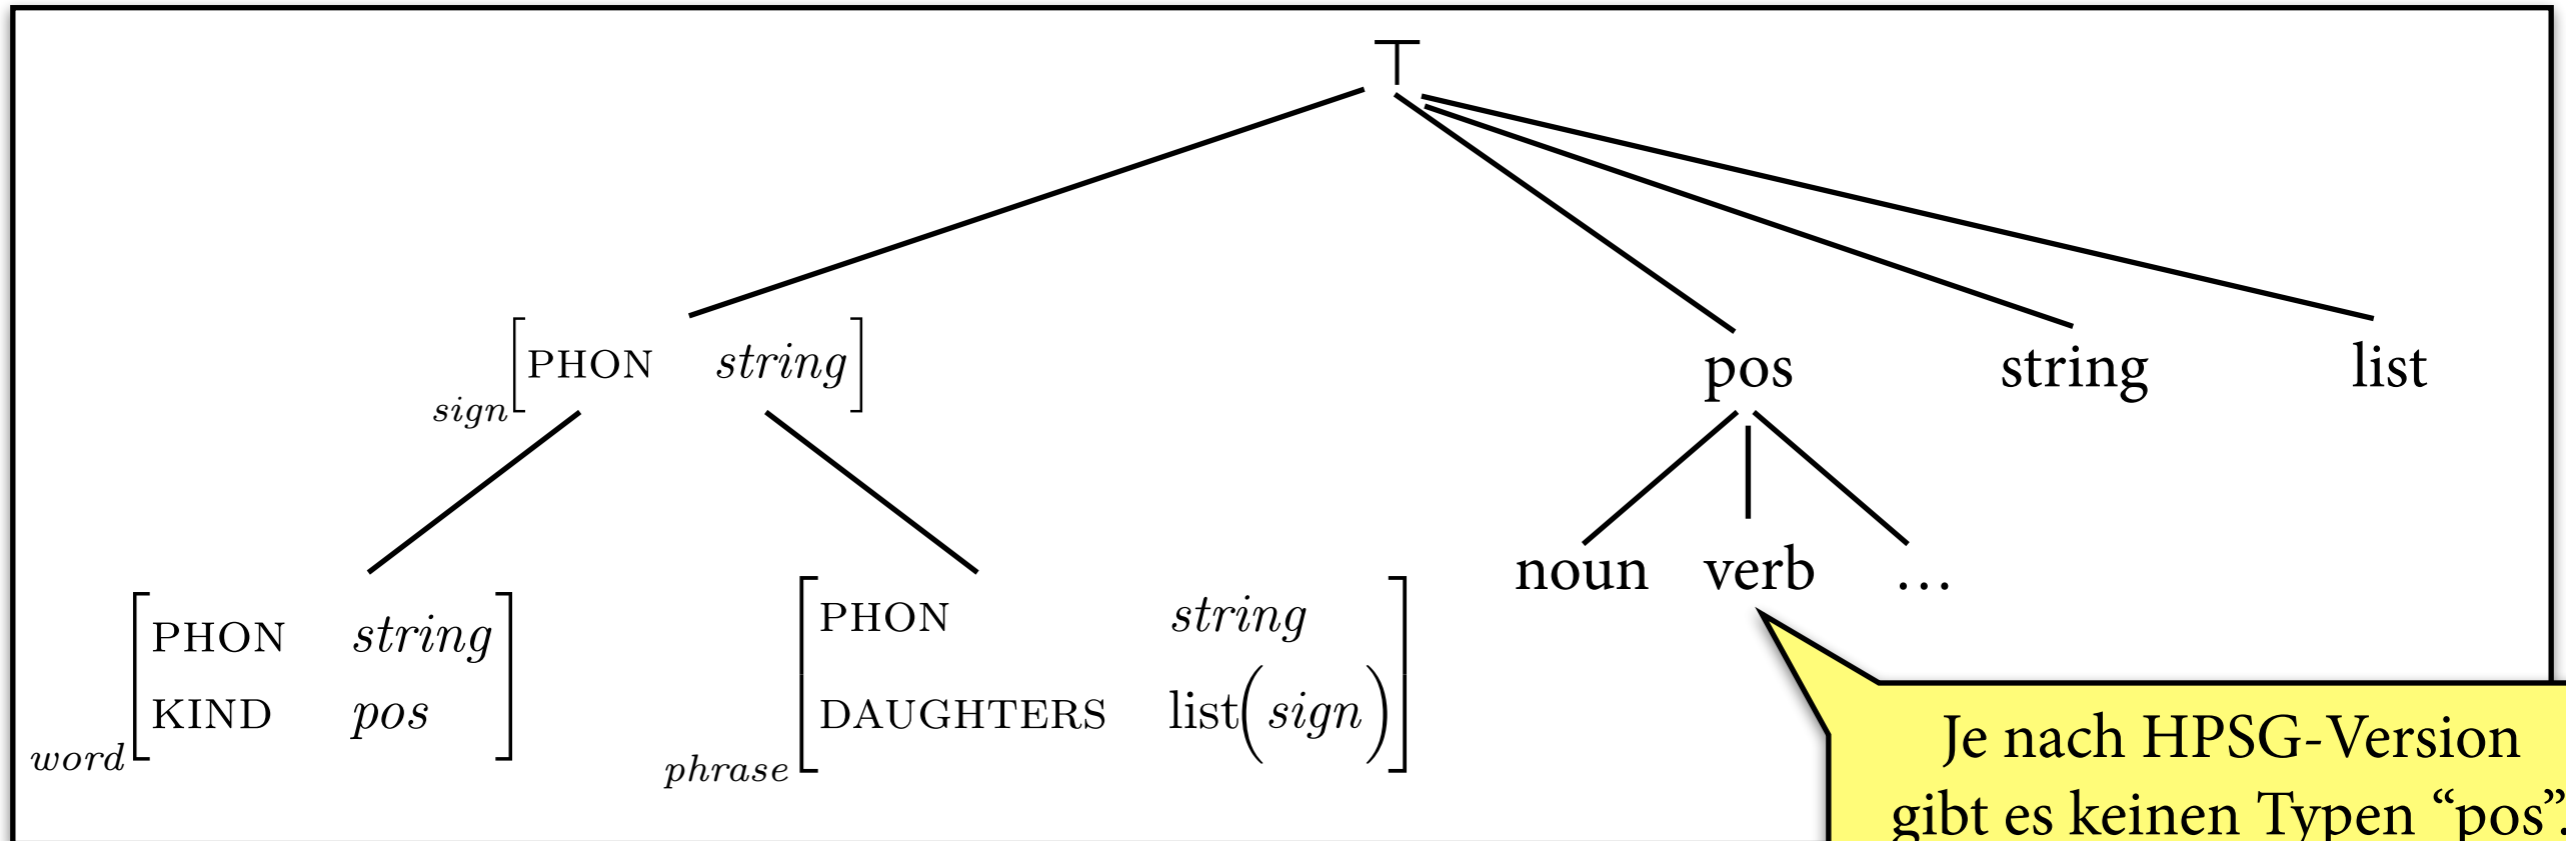 ⊤
PHON string
sign
pos string list
noun verb …
PHON string
KIND pos
word
PHON string
DAUGHTERS list(sign)
phrase
Je nach HPSG-Version
gibt es keinen Typen “pos”.